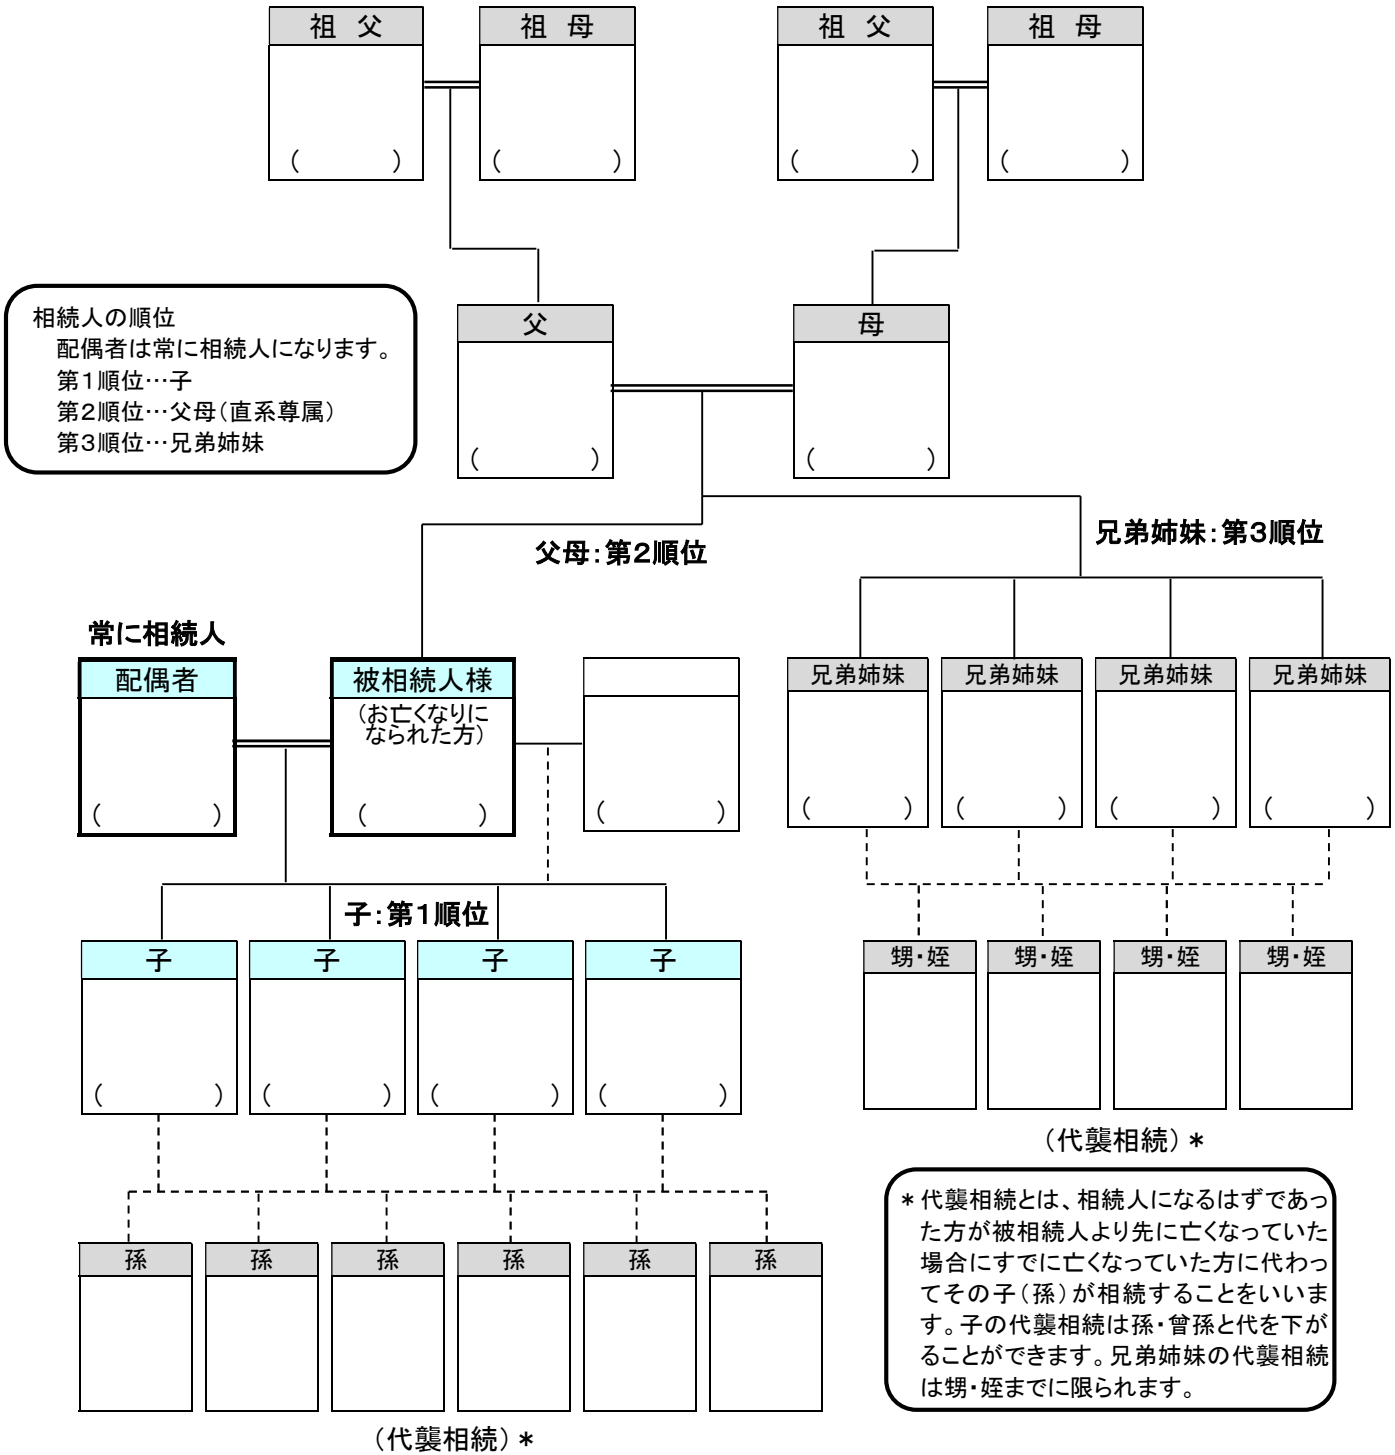 祖 父
祖 母
祖 父
祖 母
( )
( )
( )
( )
相続人の順位
配偶者は常に相続人になります。
第1順位…子
第2順位…父母(直系尊属)
第3順位…兄弟姉妹
父
母
( )
( )
父母:第2順位
兄弟姉妹:第3順位
常に相続人
配偶者
被相続人様
(お亡くなりに
なられた方)
兄弟姉妹
兄弟姉妹
兄弟姉妹
兄弟姉妹
( )
( )
( )
( )
( )
( )
( )
子:第1順位
子
子
子
子
( )
( )
( )
( )
甥・姪
甥・姪
甥・姪
甥・姪
(代襲相続)*
孫
孫
孫
孫
孫
孫
(代襲相続)*
* 代襲相続とは、相続人になるはずであっ
た方が被相続人より先に亡くなっていた
場合にすでに亡くなっていた方に代わっ
てその子(孫)が相続することをいいま
す。子の代襲相続は孫・曾孫と代を下が
ることができます。兄弟姉妹の代襲相続
は甥・姪までに限られます。